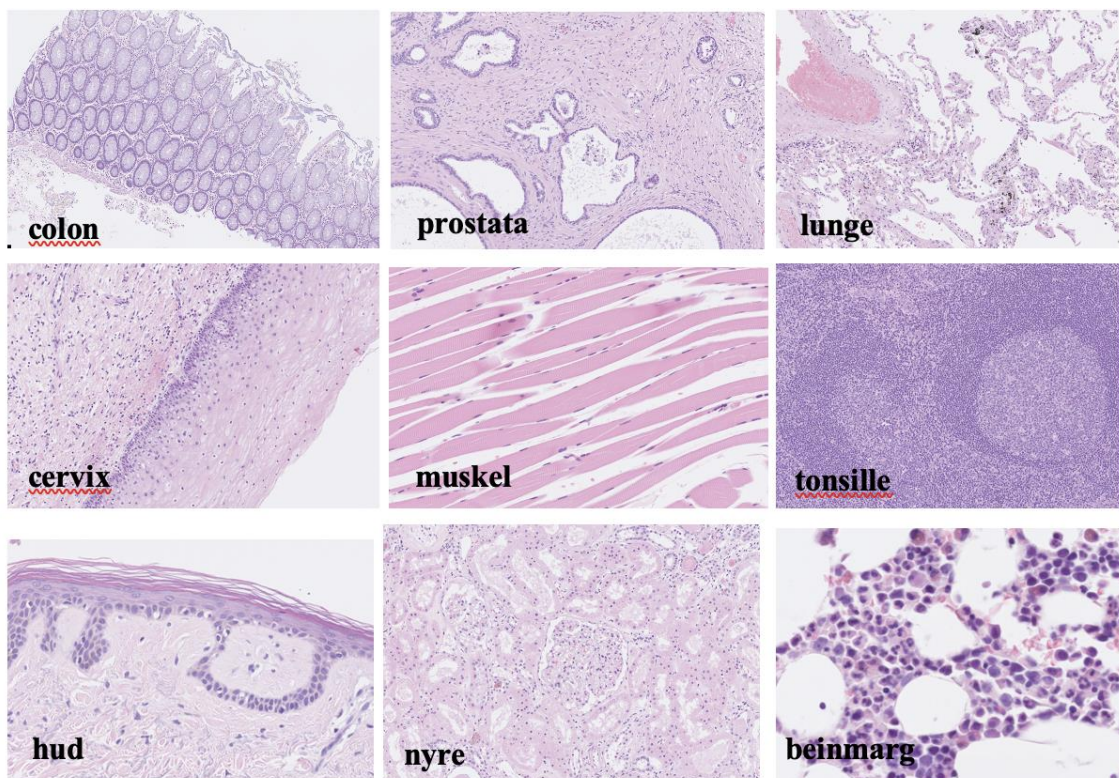 colon
prostata
lunge
cervix
muskel
tonsille
hud
nyre
beinmarg